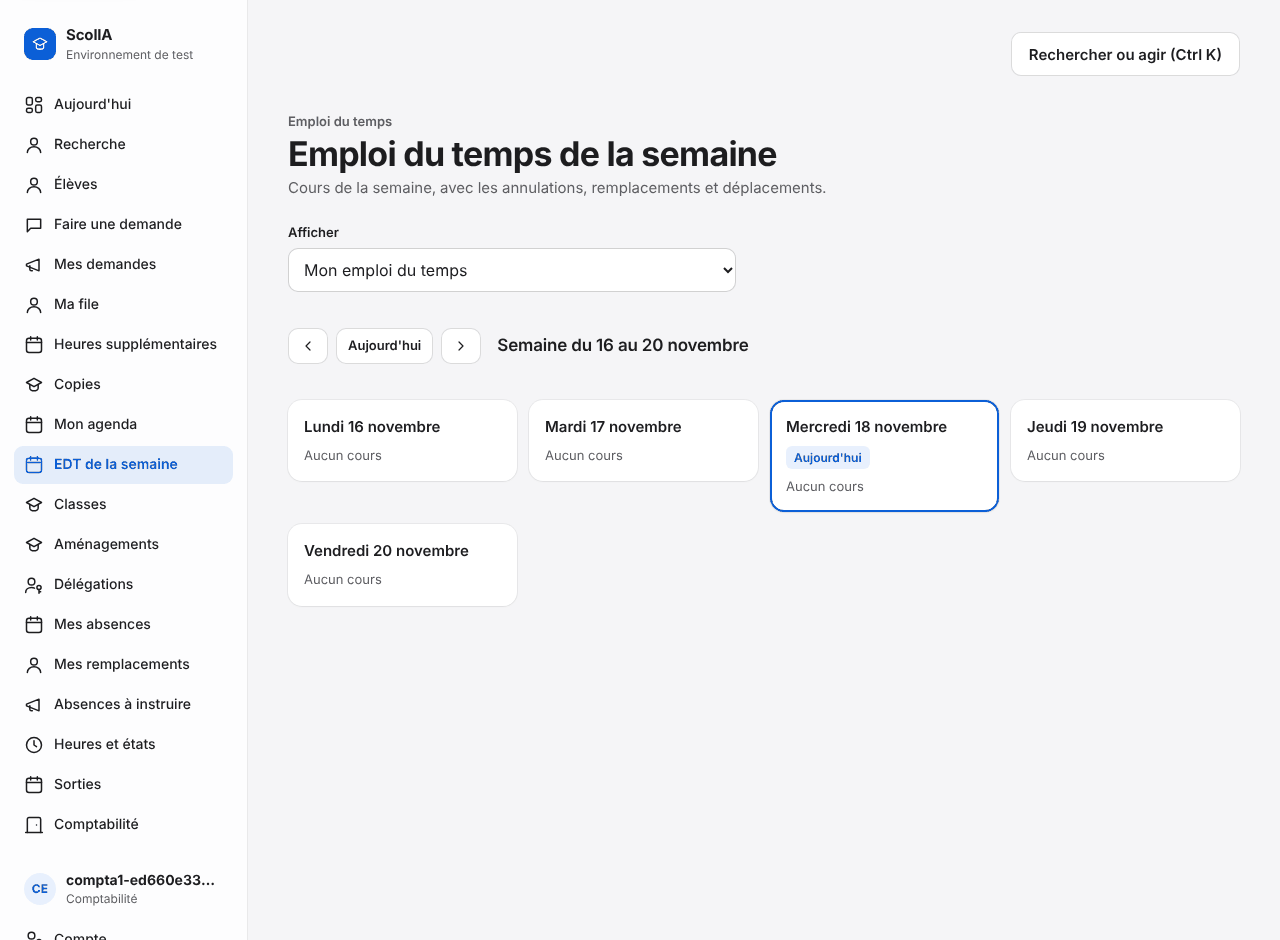 ScolIA
Environnement de test
Aujourd'hui
Recherche
Élèves
Faire une demande
Mes demandes
Ma file
Heures supplémentaires
Copies
Mon agenda
EDT de la semaine
Classes
Aménagements
Délégations
Mes absences
Mes remplacements
Absences à instruire
Heures et états
Sorties
Comptabilité
CE
compta1-ed660e33...
Comptabilité
Compte
Rechercher ou agir (Ctrl K)
Emploi du temps
Emploi du temps de la semaine
Cours de la semaine, avec les annulations, remplacements et déplacements.
Afficher
Mon emploi du temps
Aujourd'hui
Semaine du 16 au 20 novembre
Lundi 16 novembre
Aucun cours
Mardi 17 novembre
Aucun cours
Mercredi 18 novembre
Aujourd'hui
Aucun cours
Jeudi 19 novembre
Aucun cours
Vendredi 20 novembre
Aucun cours